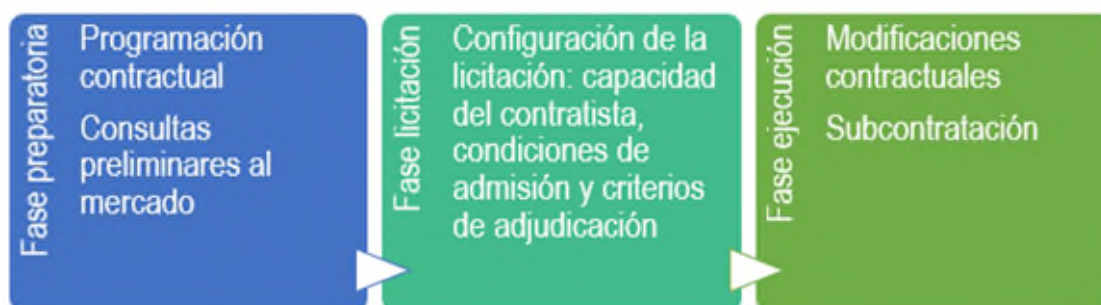 Fase preparatoria
Programación
contractual
Consultas
preliminares al
mercado
Fase licitación
Configuración de la
licitación: capacidad
del contratista,
condiciones de
admisión y criterios
de adjudicación
Fase ejecución
Modificaciones
contractuales
Subcontratación